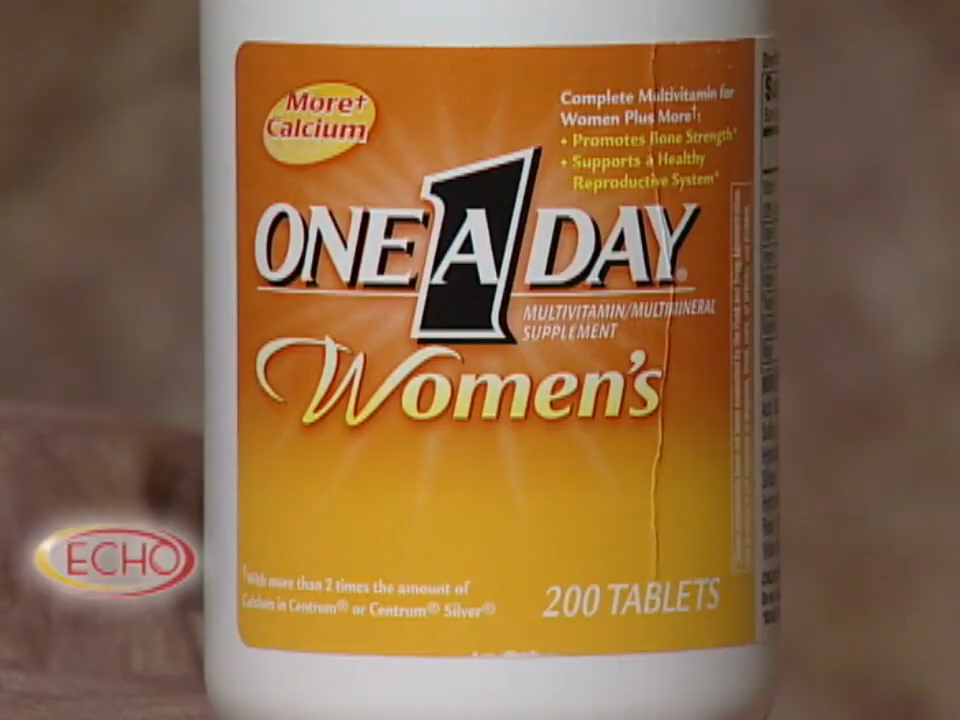 More†
Calcium
Complete Multivitamin for
Women Plus More†:
• Promotes Bone Strength*
• Supports a Healthy
Reproductive System*
ONE A DAY®
MULTIVITAMIN/MULTIMINERAL
SUPPLEMENT
Women's
ECHO
†With more than 2 times the amount of
Calcium in Centrum® or Centrum® Silver®
200 TABLETS